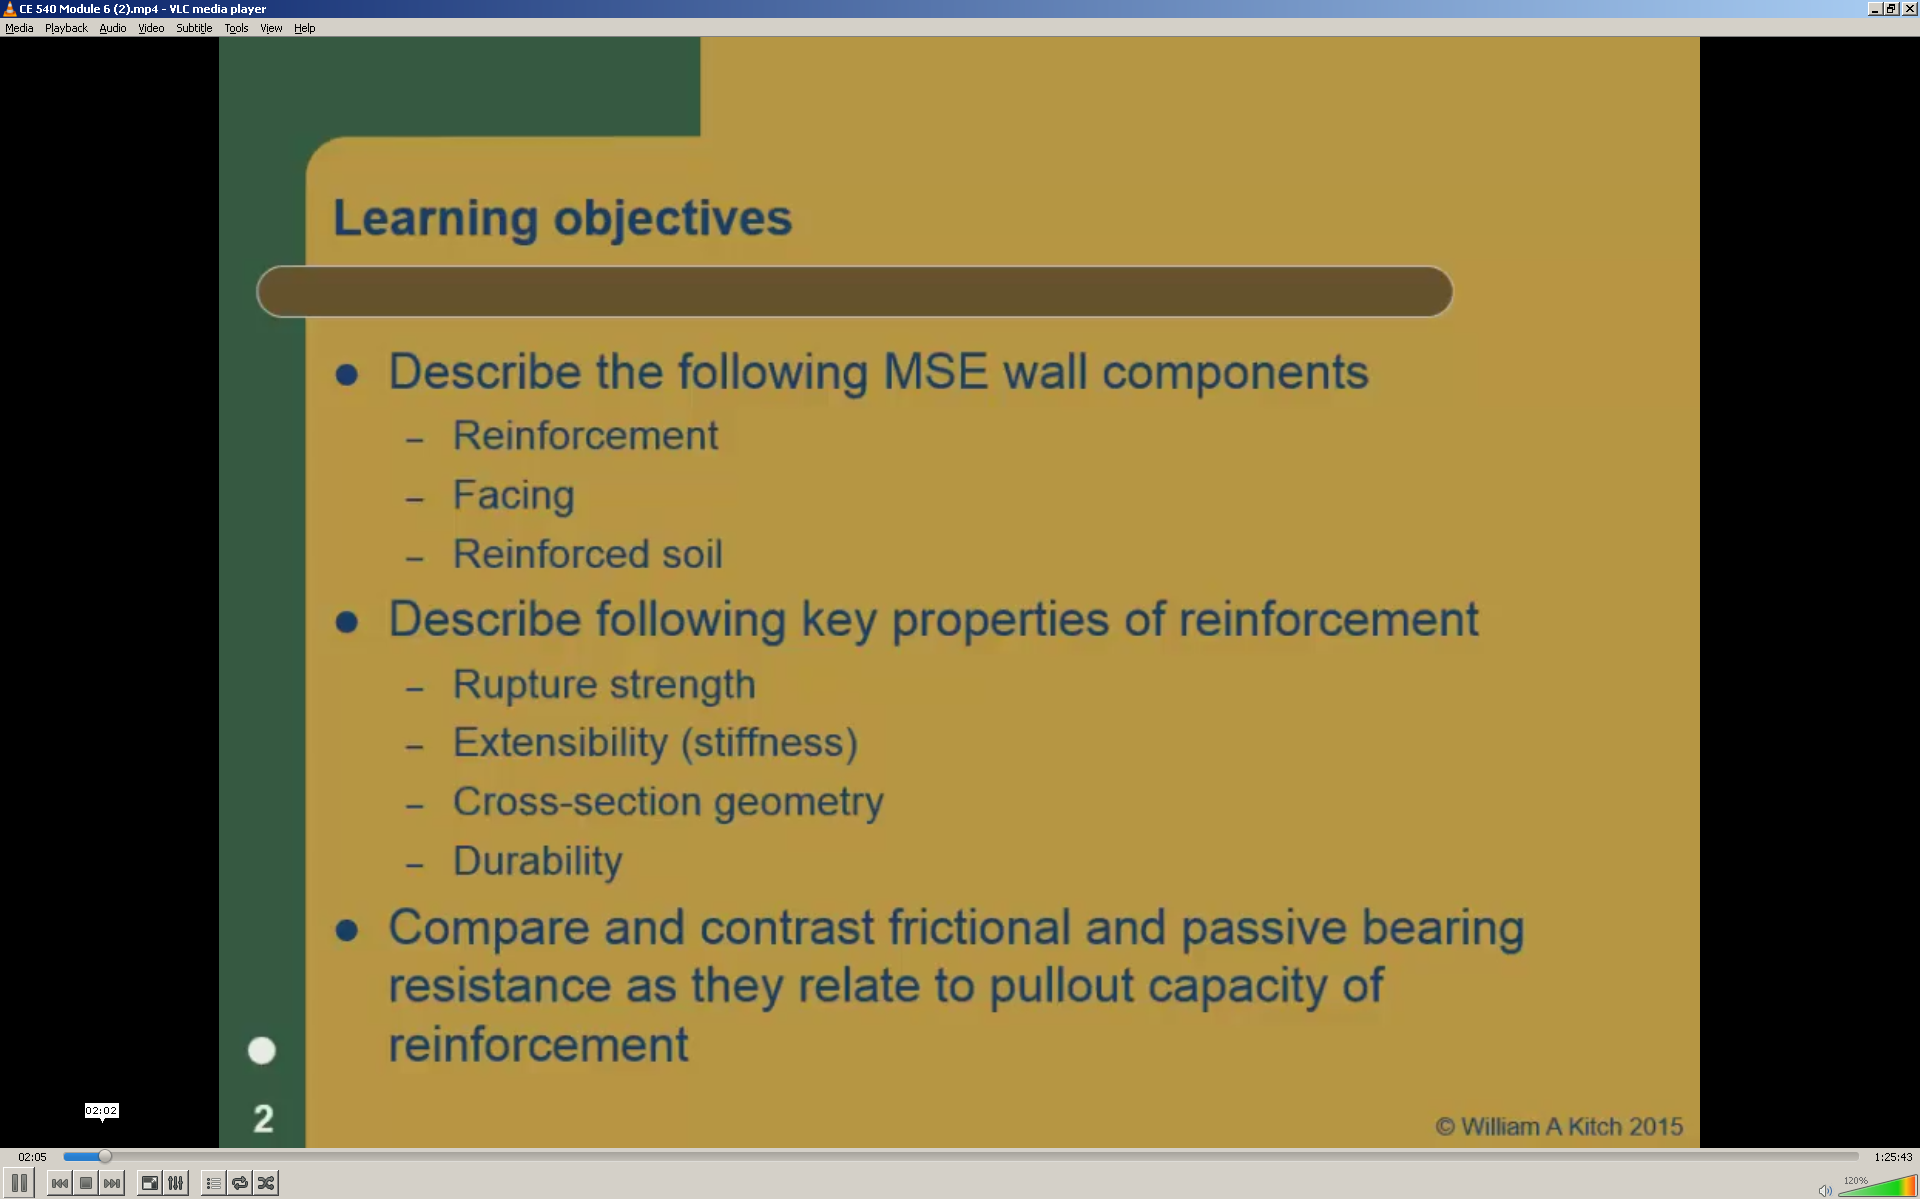 CE 540 Module 6 (2).mp4 - VLC media player
Media Playback Audio Video Subtitle Tools View Help
Learning objectives
● Describe the following MSE wall components
– Reinforcement
– Facing
– Reinforced soil
● Describe following key properties of reinforcement
– Rupture strength
– Extensibility (stiffness)
– Cross-section geometry
– Durability
● Compare and contrast frictional and passive bearing
resistance as they relate to pullout capacity of
reinforcement
2
© William A Kitch 2015
02:02
02:05
1:25:43
120%